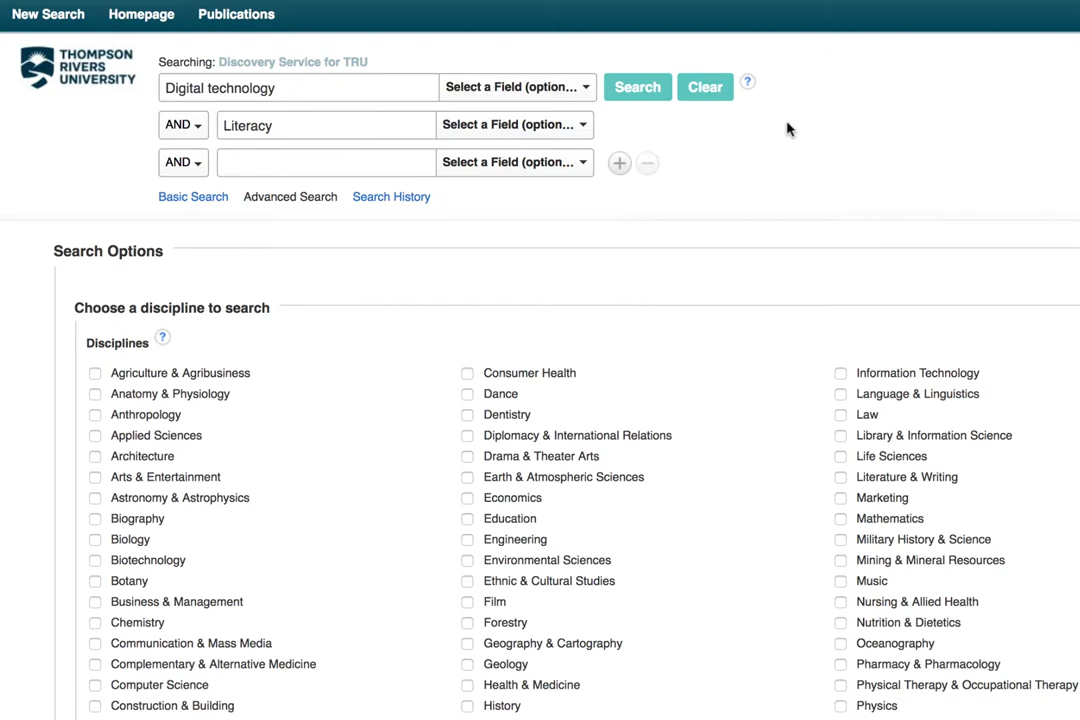 New Search Homepage Publications
THOMPSON RIVERS UNIVERSITY
Searching: Discovery Service for TRU
Digital technology Select a Field (option... Search Clear ?
AND Literacy Select a Field (option...
AND Select a Field (option... + −
Basic Search Advanced Search Search History
Search Options
Choose a discipline to search
Disciplines ?
Agriculture & Agribusiness Consumer Health Information Technology
Anatomy & Physiology Dance Language & Linguistics
Anthropology Dentistry Law
Applied Sciences Diplomacy & International Relations Library & Information Science
Architecture Drama & Theater Arts Life Sciences
Arts & Entertainment Earth & Atmospheric Sciences Literature & Writing
Astronomy & Astrophysics Economics Marketing
Biography Education Mathematics
Biology Engineering Military History & Science
Biotechnology Environmental Sciences Mining & Mineral Resources
Botany Ethnic & Cultural Studies Music
Business & Management Film Nursing & Allied Health
Chemistry Forestry Nutrition & Dietetics
Communication & Mass Media Geography & Cartography Oceanography
Complementary & Alternative Medicine Geology Pharmacy & Pharmacology
Computer Science Health & Medicine Physical Therapy & Occupational Therapy
Construction & Building History Physics